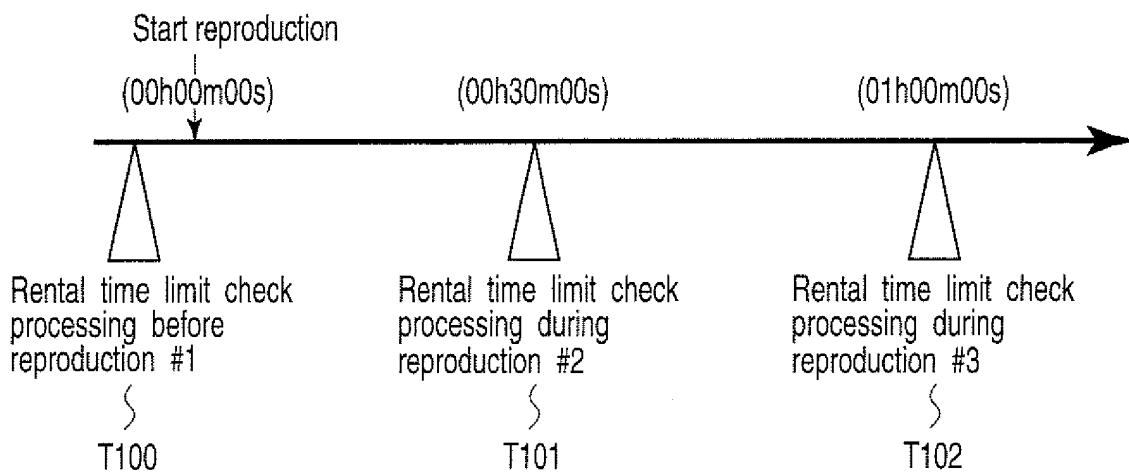 Start reproduction
(00h00m00s)
(00h30m00s)
(01h00m00s)
Rental time limit check
processing before
reproduction #1
T100
Rental time limit check
processing during
reproduction #2
T101
Rental time limit check
processing during
reproduction #3
T102